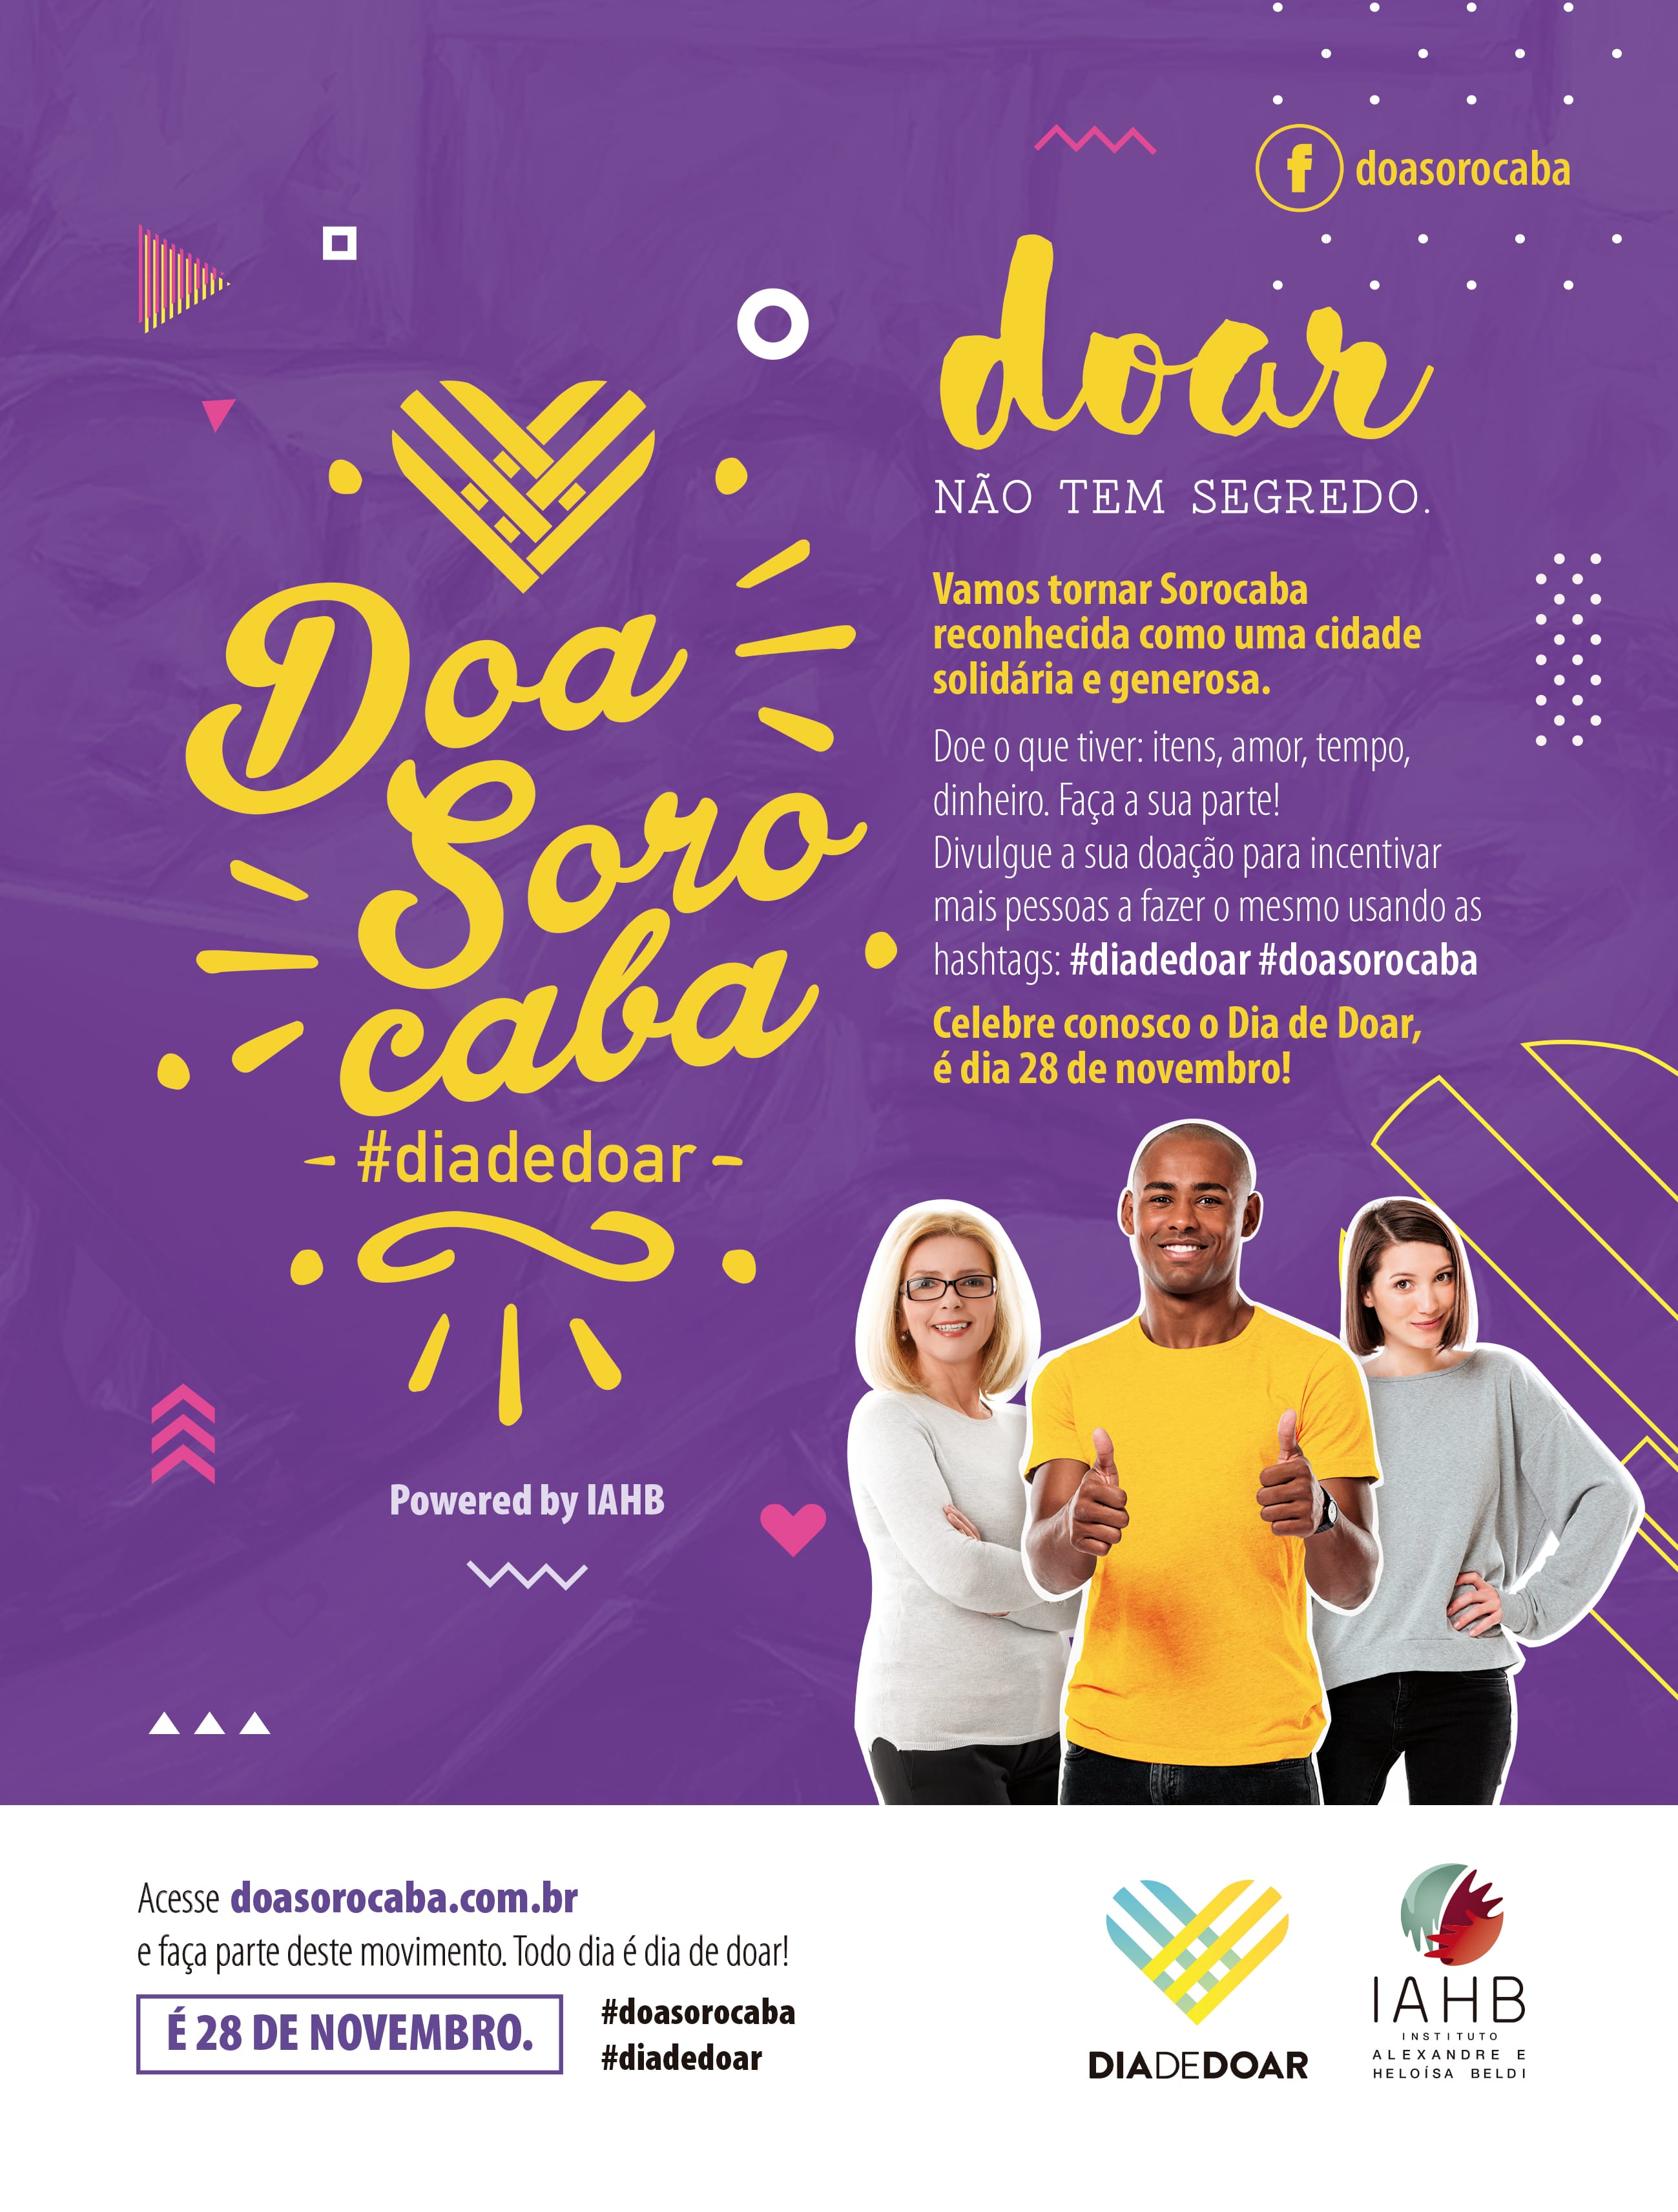 doasorocaba
Doa
Soro
caba
#diadedoar
Powered by IAHB
doar
NÃO TEM SEGREDO.
Vamos tornar Sorocaba
reconhecida como uma cidade
solidária e generosa.
Doe o que tiver: itens, amor, tempo,
dinheiro. Faça a sua parte!
Divulgue a sua doação para incentivar
mais pessoas a fazer o mesmo usando as
hashtags: #diadedoar #doasorocaba
Celebre conosco o Dia de Doar,
é dia 28 de novembro!
Acesse doasorocaba.com.br
e faça parte deste movimento. Todo dia é dia de doar!
É 28 DE NOVEMBRO.
#doasorocaba
#diadedoar
DIADEDOAR
IAHB
INSTITUTO
ALEXANDRE E
HELOÍSA BELDI